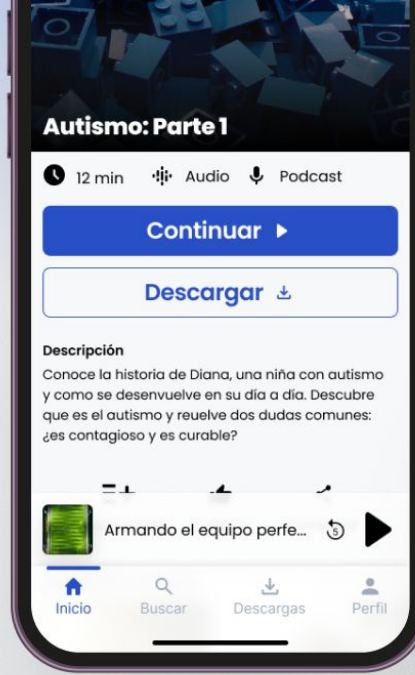 Autismo: Parte 1
12 min Audio Podcast
Continuar
Descargar
Descripción
Conoce la historia de Diana, una niña con autismo
y como se desenvuelve en su día a día. Descubre
que es el autismo y reuelve dos dudas comunes:
¿es contagioso y es curable?
Armando el equipo perfe...
5
Inicio Buscar Descargas Perfil